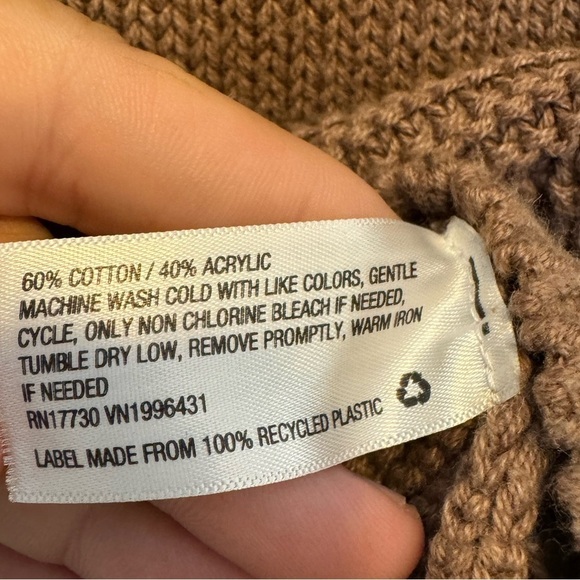 60% COTTON / 40% ACRYLIC
MACHINE WASH COLD WITH LIKE COLORS, GENTLE
CYCLE, ONLY NON CHLORINE BLEACH IF NEEDED,
TUMBLE DRY LOW, REMOVE PROMPTLY, WARM IRON
IF NEEDED
RN17730 VN1996431
LABEL MADE FROM 100% RECYCLED PLASTIC